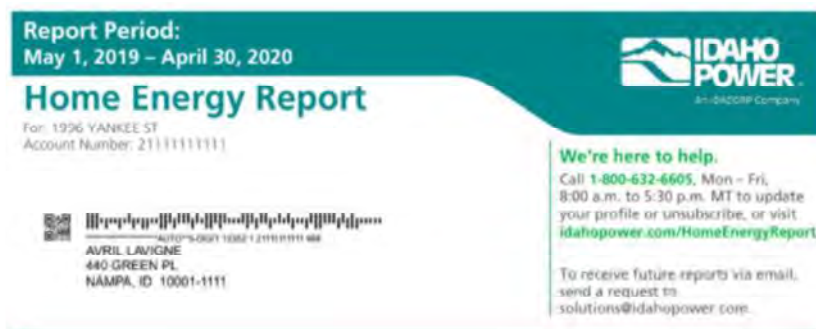 Report Period:
May 1, 2019 – April 30, 2020
IDAHO
POWER
An IDACORP Company
Home Energy Report
For: 1996 YANKEE ST
Account Number: 21111111111
AVRIL LAVIGNE
440 GREEN PL
NAMPA, ID 10001-1111
We're here to help.
Call 1-800-632-6605, Mon – Fri,
8:00 a.m. to 5:30 p.m. MT to update
your profile or unsubscribe, or visit
idahopower.com/HomeEnergyReport
To receive future reports via email,
send a request to
solutions@idahopower.com.